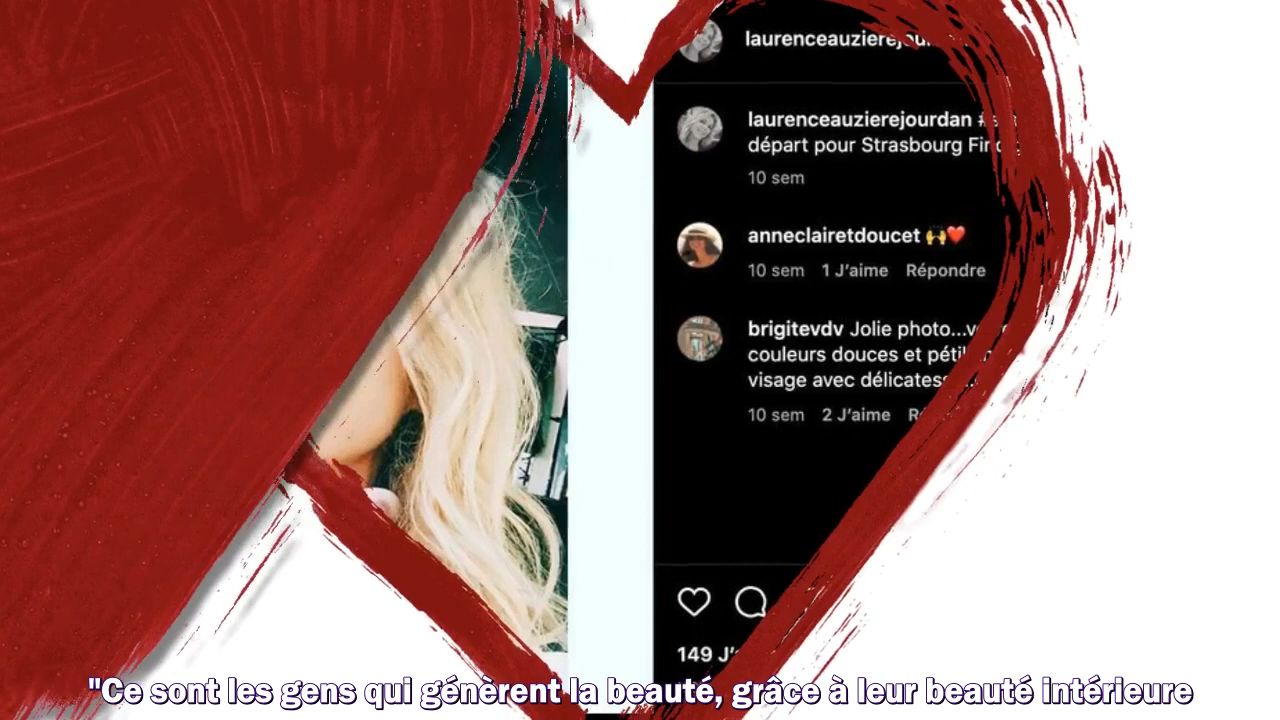 laurenceauzierejour
laurenceauzierejourdan
départ pour Strasbourg
10 sem
anneclairetdoucet 🙌❤️
10 sem 1 J’aime Répondre
brigitevdv Jolie photo...
couleurs douces et
visage avec
10 sem 2 J’aime
149
"Ce sont les gens qui génèrent la beauté, grâce à leur beauté intérieure